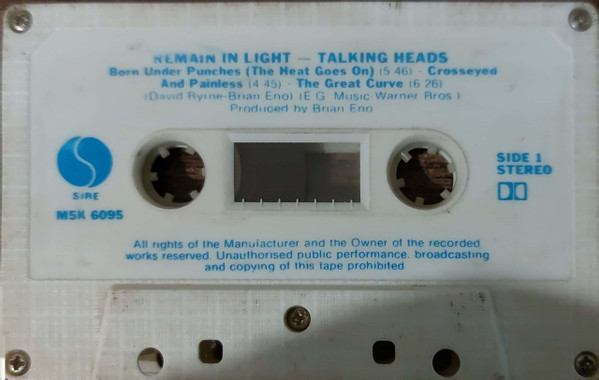 REMAIN IN LIGHT — TALKING HEADS
Born Under Punches (The Heat Goes On) (5 46) · Crosseyed
And Painless (4 45) · The Great Curve (6 26)
(David Byrne-Brian Eno) (E G Music-Warner Bros )
Produced by Brian Eno
SIDE 1
STEREO
SIRE
M5K 6095
All rights of the Manufacturer and the Owner of the recorded
works reserved. Unauthorised public performance, broadcasting
and copying of this tape prohibited